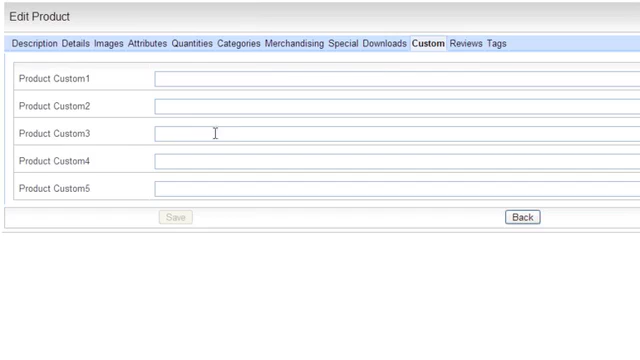 Edit Product
Description Details Images Attributes Quantities Categories Merchandising Special Downloads Custom Reviews Tags
Product Custom1
Product Custom2
Product Custom3
Product Custom4
Product Custom5
Save Back